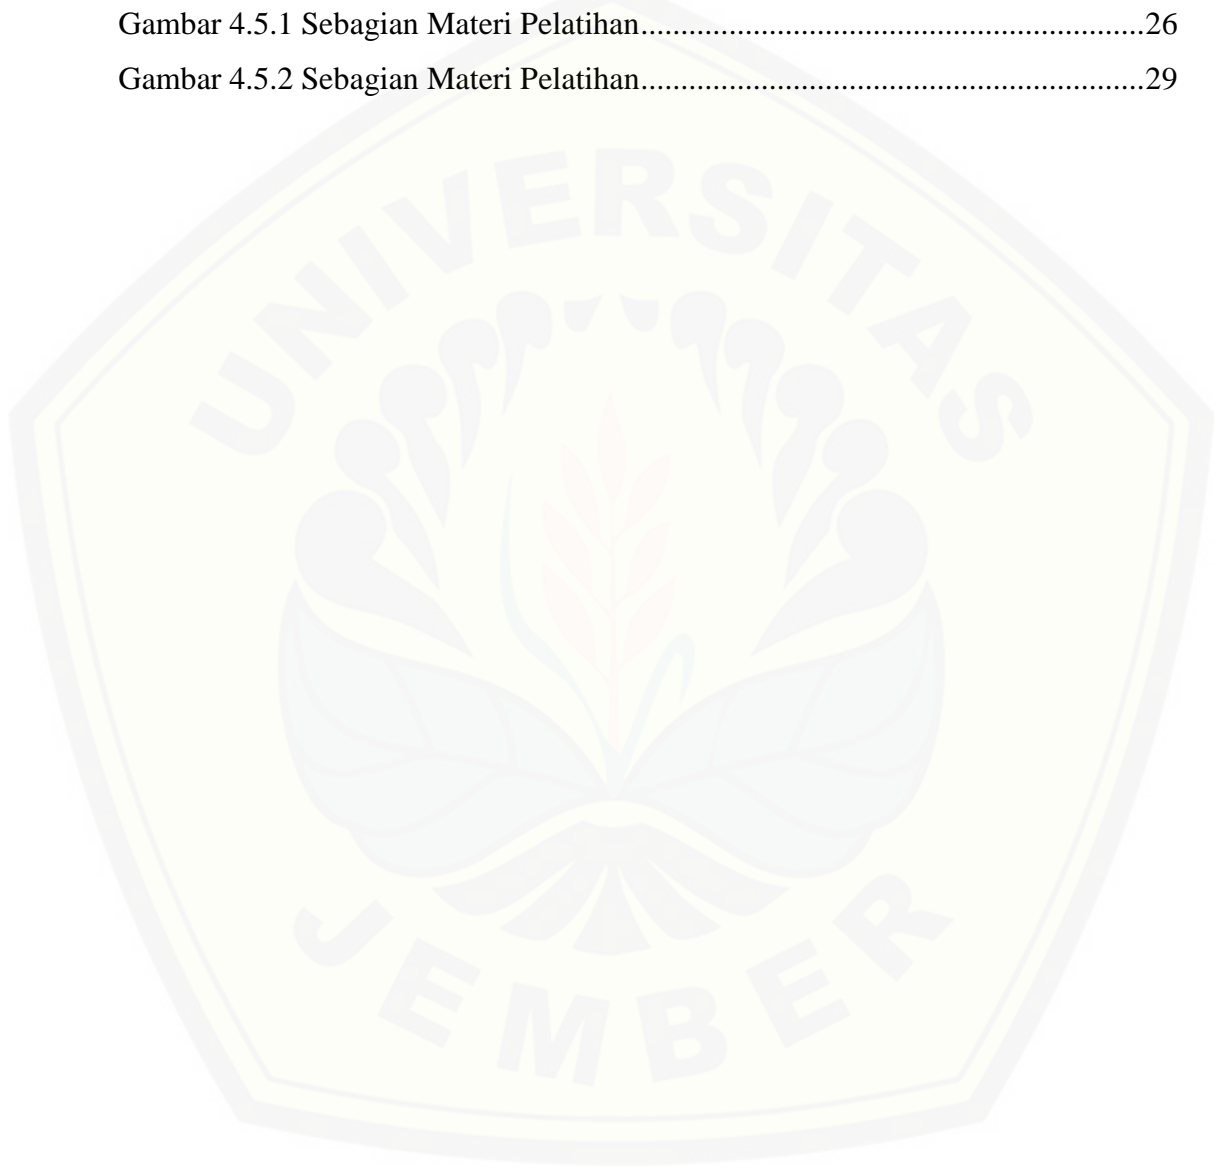 Gambar 4.5.1 Sebagian Materi Pelatihan..............................................................26
Gambar 4.5.2 Sebagian Materi Pelatihan..............................................................29
UNIVERSITAS
JEMBER